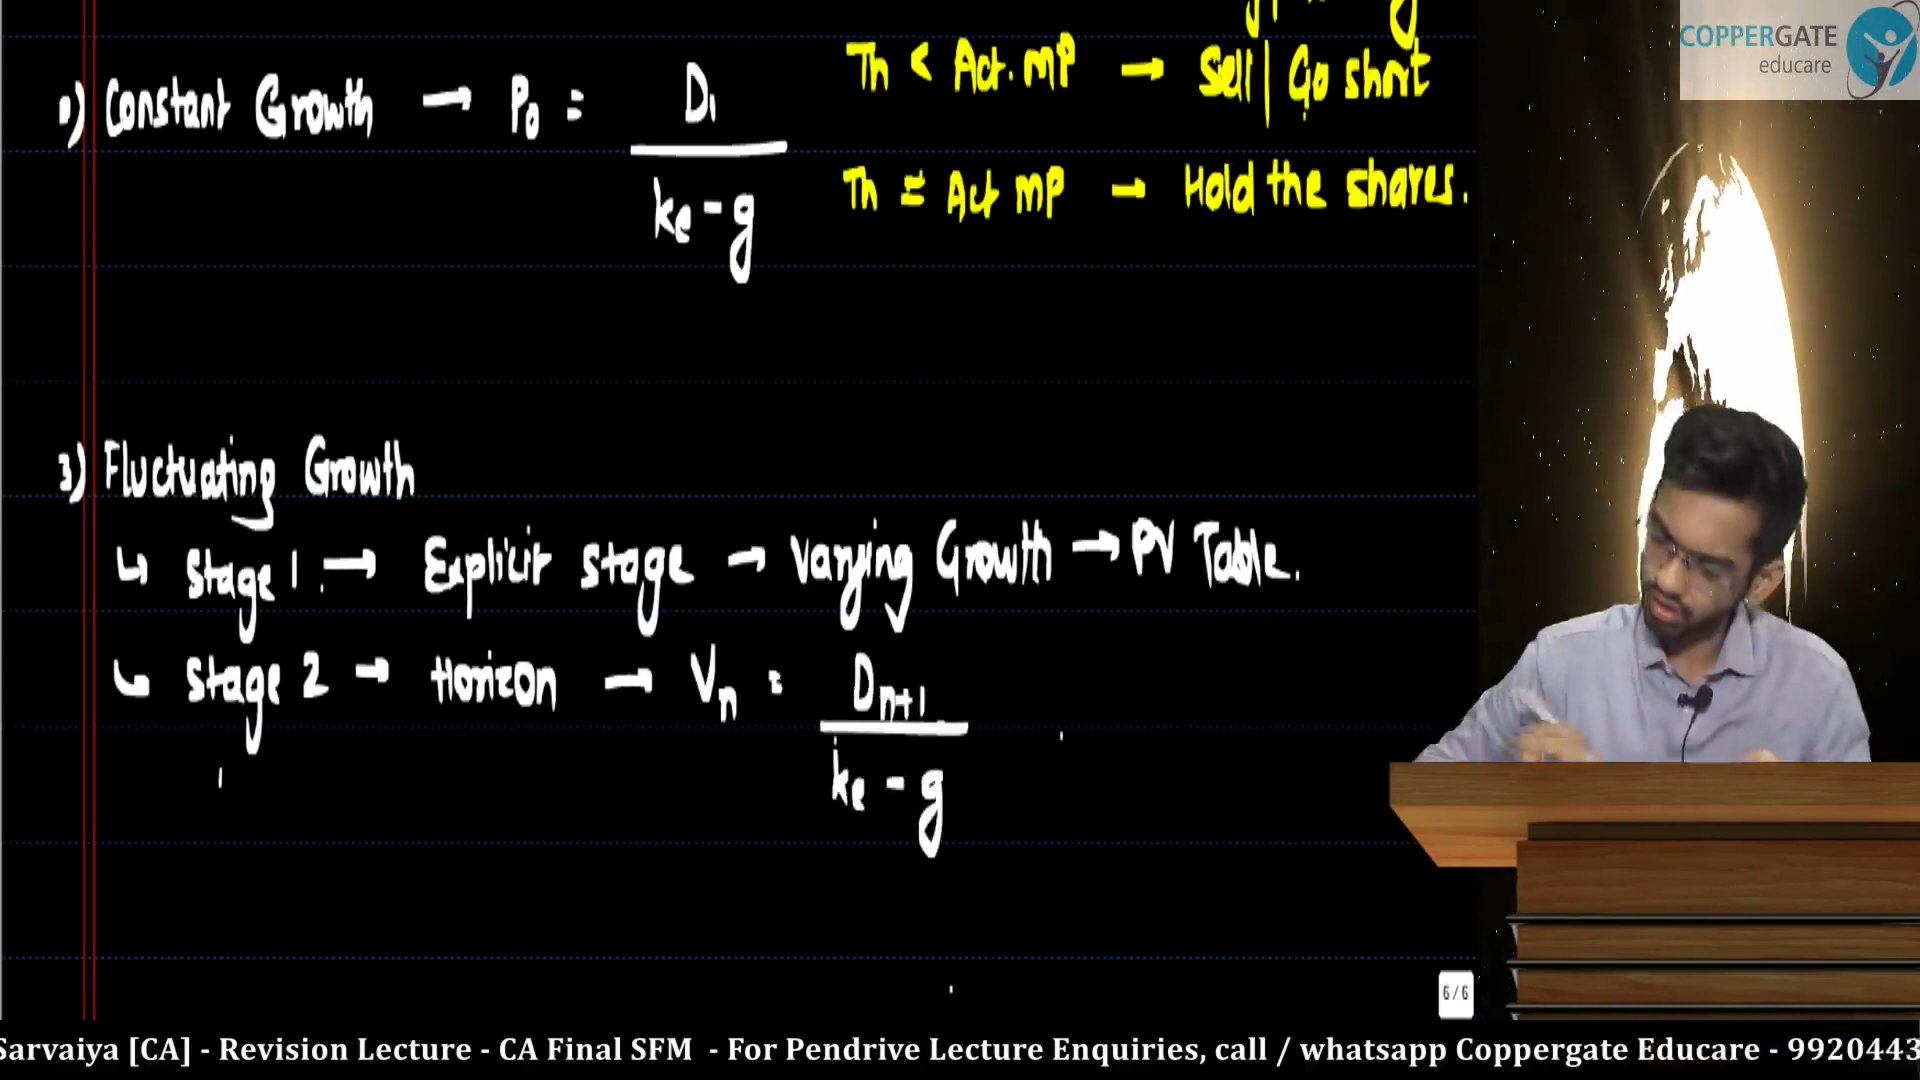 COPPERGATE
educare
Th < Act. MP → Sell | Go short
2) Constant Growth → P0 = D1
ke - g
Th = Act MP → Hold the shares.
3) Fluctuating Growth
↳ Stage 1 → Explicit stage → Varying Growth → PV Table.
↳ Stage 2 → Horizon → Vn = Dn+1
ke - g
6/6
Sarvaiya [CA] - Revision Lecture - CA Final SFM - For Pendrive Lecture Enquiries, call / whatsapp Coppergate Educare - 9920443